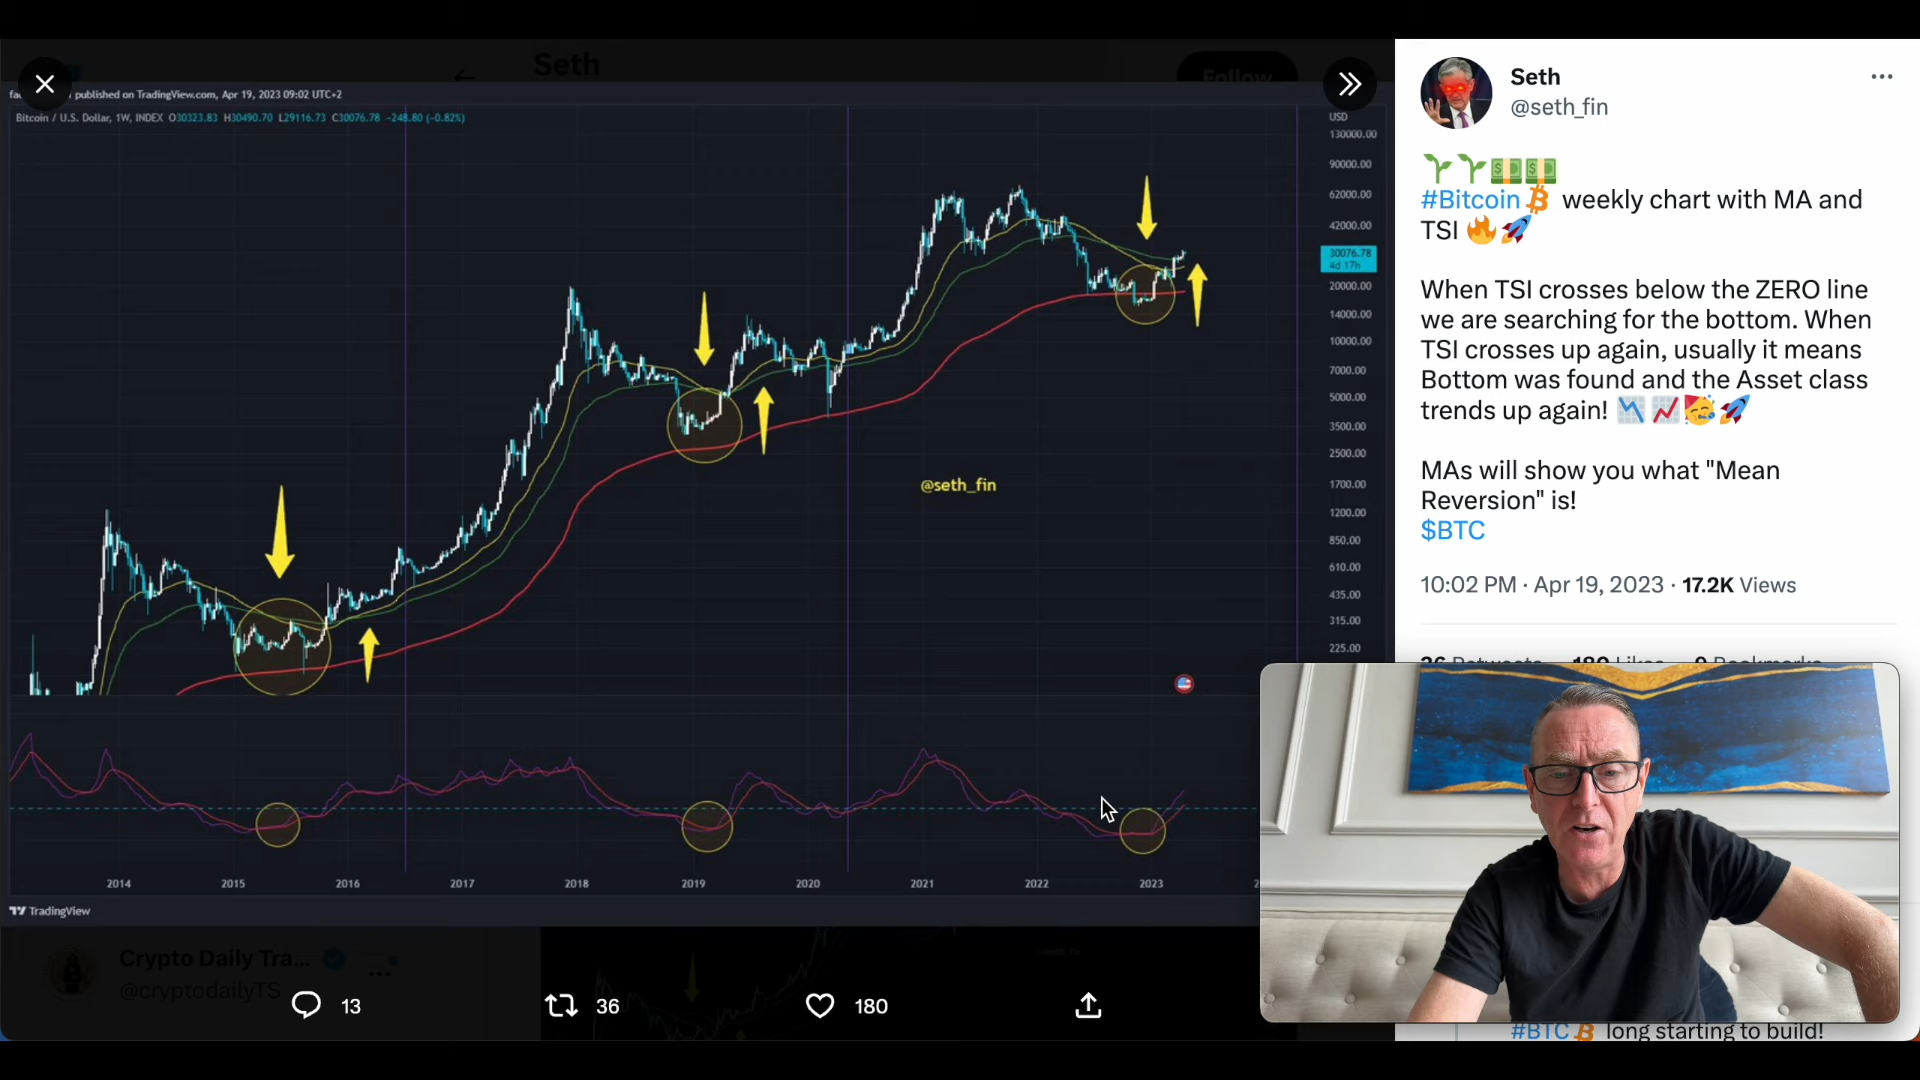 Seth
Follow
published on TradingView.com, Apr 19, 2023 09:02 UTC+2
Bitcoin / U.S. Dollar, 1W, INDEX O30323.83 H30490.70 L29116.73 C30076.78 -248.80 (-0.82%)
USD
130000.00
90000.00
62000.00
42000.00
30076.78
4d 17h
20000.00
14000.00
10000.00
7000.00
5000.00
3500.00
2500.00
1700.00
1200.00
850.00
610.00
435.00
315.00
225.00
@seth_fin
2014 2015 2016 2017 2018 2019 2020 2021 2022 2023
TradingView
Crypto Daily Tra...
@cryptodailyTS
13 36 180
Seth
@seth_fin
#Bitcoin weekly chart with MA and
TSI
When TSI crosses below the ZERO line
we are searching for the bottom. When
TSI crosses up again, usually it means
Bottom was found and the Asset class
trends up again!
MAs will show you what "Mean
Reversion" is!
$BTC
10:02 PM · Apr 19, 2023 · 17.2K Views
36 Retweets 180 Likes 9 Bookmarks
#BTC long starting to build!